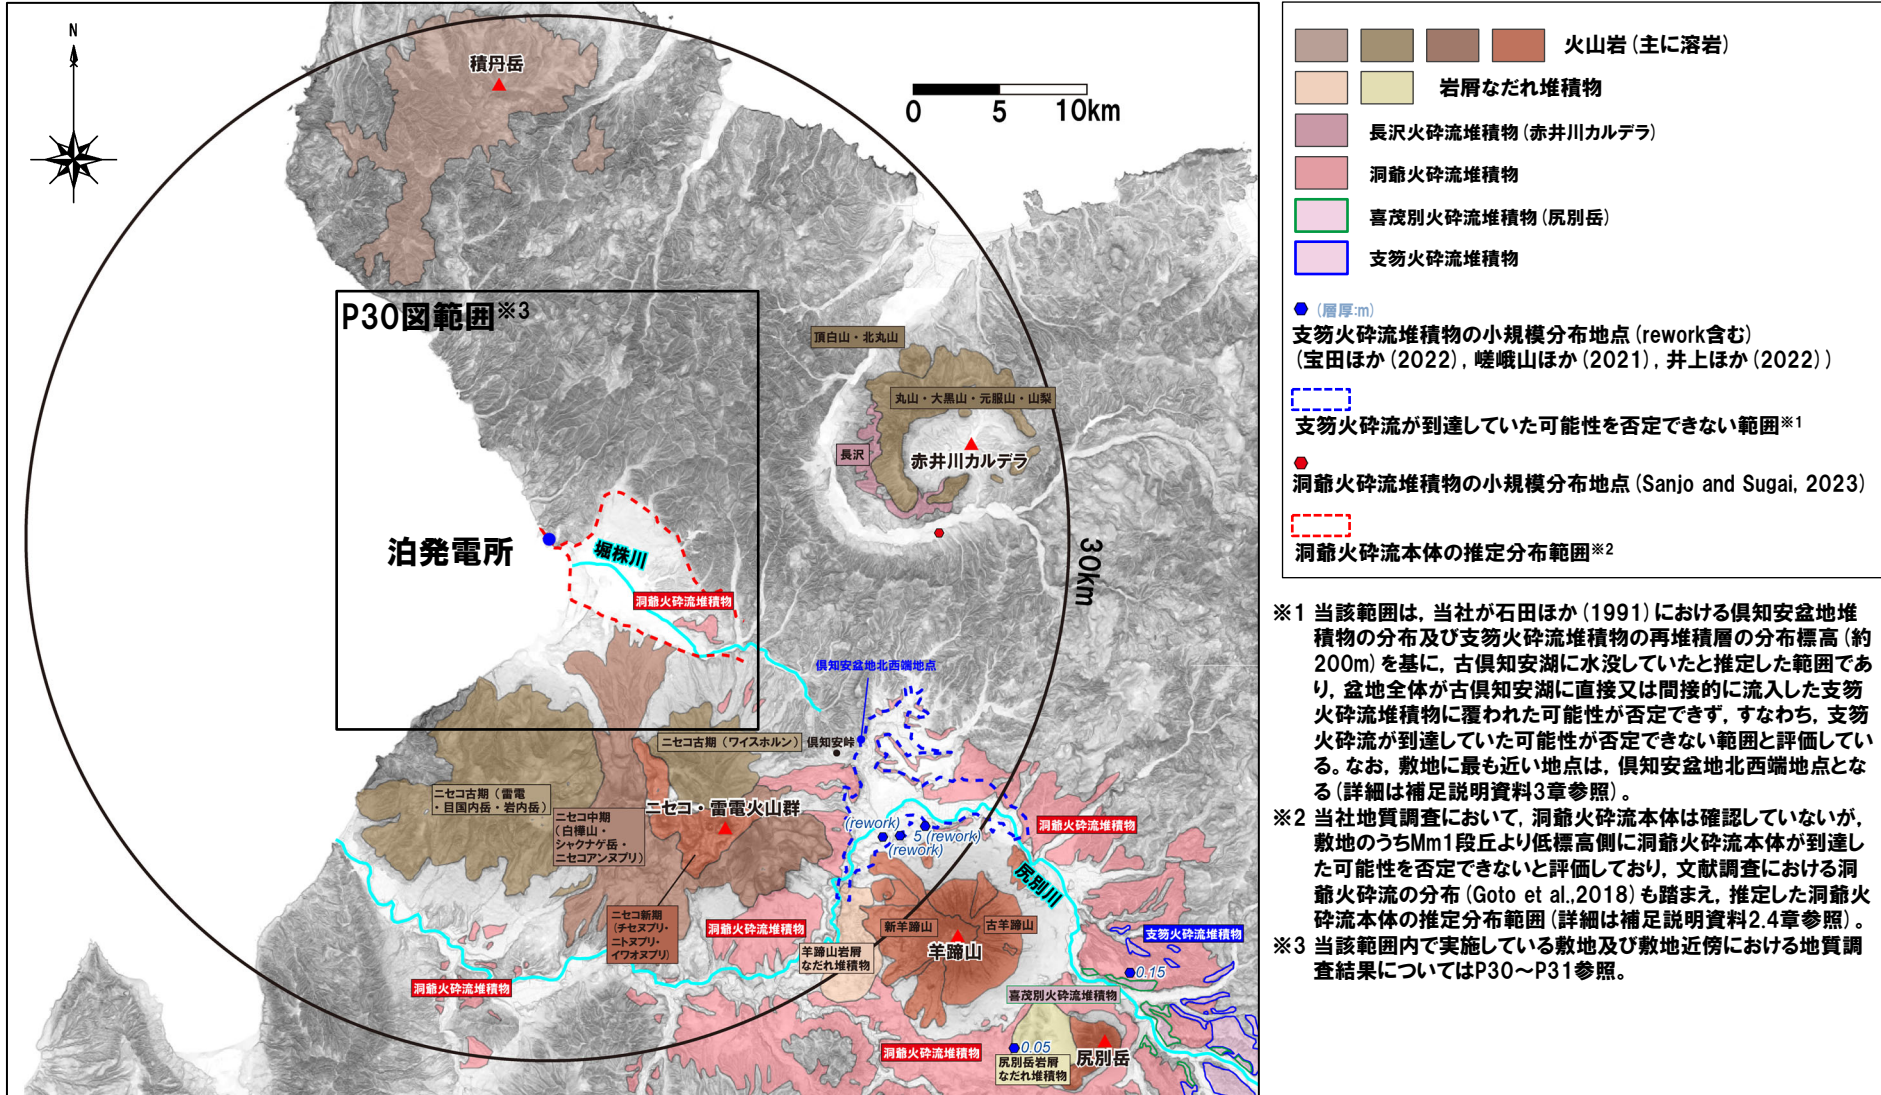 N
積丹岳
0 5 10km
P30図範囲※3
頂白山・北丸山
丸山・大黒山・元服山・山梨
長沢
赤井川カルデラ
泊発電所
堀株川
30km
洞爺火砕流堆積物
倶知安盆地北西端地点
ニセコ古期（ワイスホルン）
倶知安峠
ニセコ古期（雷電
・目国内岳・岩内岳）
ニセコ・雷電火山群
ニセコ中期
（白樺山・
シャクナゲ岳・
ニセコアンヌプリ）
(rework)
5 (rework)
(rework)
洞爺火砕流堆積物
尻別川
ニセコ新期
（チセヌプリ・
ニトヌプリ・
イワオヌプリ）
洞爺火砕流堆積物
新羊蹄山
古羊蹄山
羊蹄山
羊蹄山岩屑
なだれ堆積物
支笏火砕流堆積物
0.15
洞爺火砕流堆積物
喜茂別火砕流堆積物
洞爺火砕流堆積物
0.05
尻別岳
尻別岳岩屑
なだれ堆積物
火山岩（主に溶岩）
岩屑なだれ堆積物
長沢火砕流堆積物（赤井川カルデラ）
洞爺火砕流堆積物
喜茂別火砕流堆積物（尻別岳）
支笏火砕流堆積物
（層厚:m）
支笏火砕流堆積物の小規模分布地点（rework含む）
（宝田ほか（2022），嵯峨山ほか（2021），井上ほか（2022））
支笏火砕流が到達していた可能性を否定できない範囲※1
洞爺火砕流堆積物の小規模分布地点（Sanjo and Sugai, 2023）
洞爺火砕流本体の推定分布範囲※2
※1 当該範囲は，当社が石田ほか（1991）における倶知安盆地堆
積物の分布及び支笏火砕流堆積物の再堆積層の分布標高（約
200m）を基に，古倶知安湖に水没していたと推定した範囲であ
り，盆地全体が古倶知安湖に直接又は間接的に流入した支笏
火砕流堆積物に覆われた可能性が否定できず，すなわち，支笏
火砕流が到達していた可能性が否定できない範囲と評価してい
る。なお，敷地に最も近い地点は，倶知安盆地北西端地点とな
る（詳細は補足説明資料3章参照）。
※2 当社地質調査において，洞爺火砕流本体は確認していないが，
敷地のうちMm1段丘より低標高側に洞爺火砕流本体が到達し
た可能性を否定できないと評価しており，文献調査における洞
爺火砕流の分布（Goto et al.,2018）も踏まえ，推定した洞爺火
砕流本体の推定分布範囲（詳細は補足説明資料2.4章参照）。
※3 当該範囲内で実施している敷地及び敷地近傍における地質調
査結果についてはP30～P31参照。